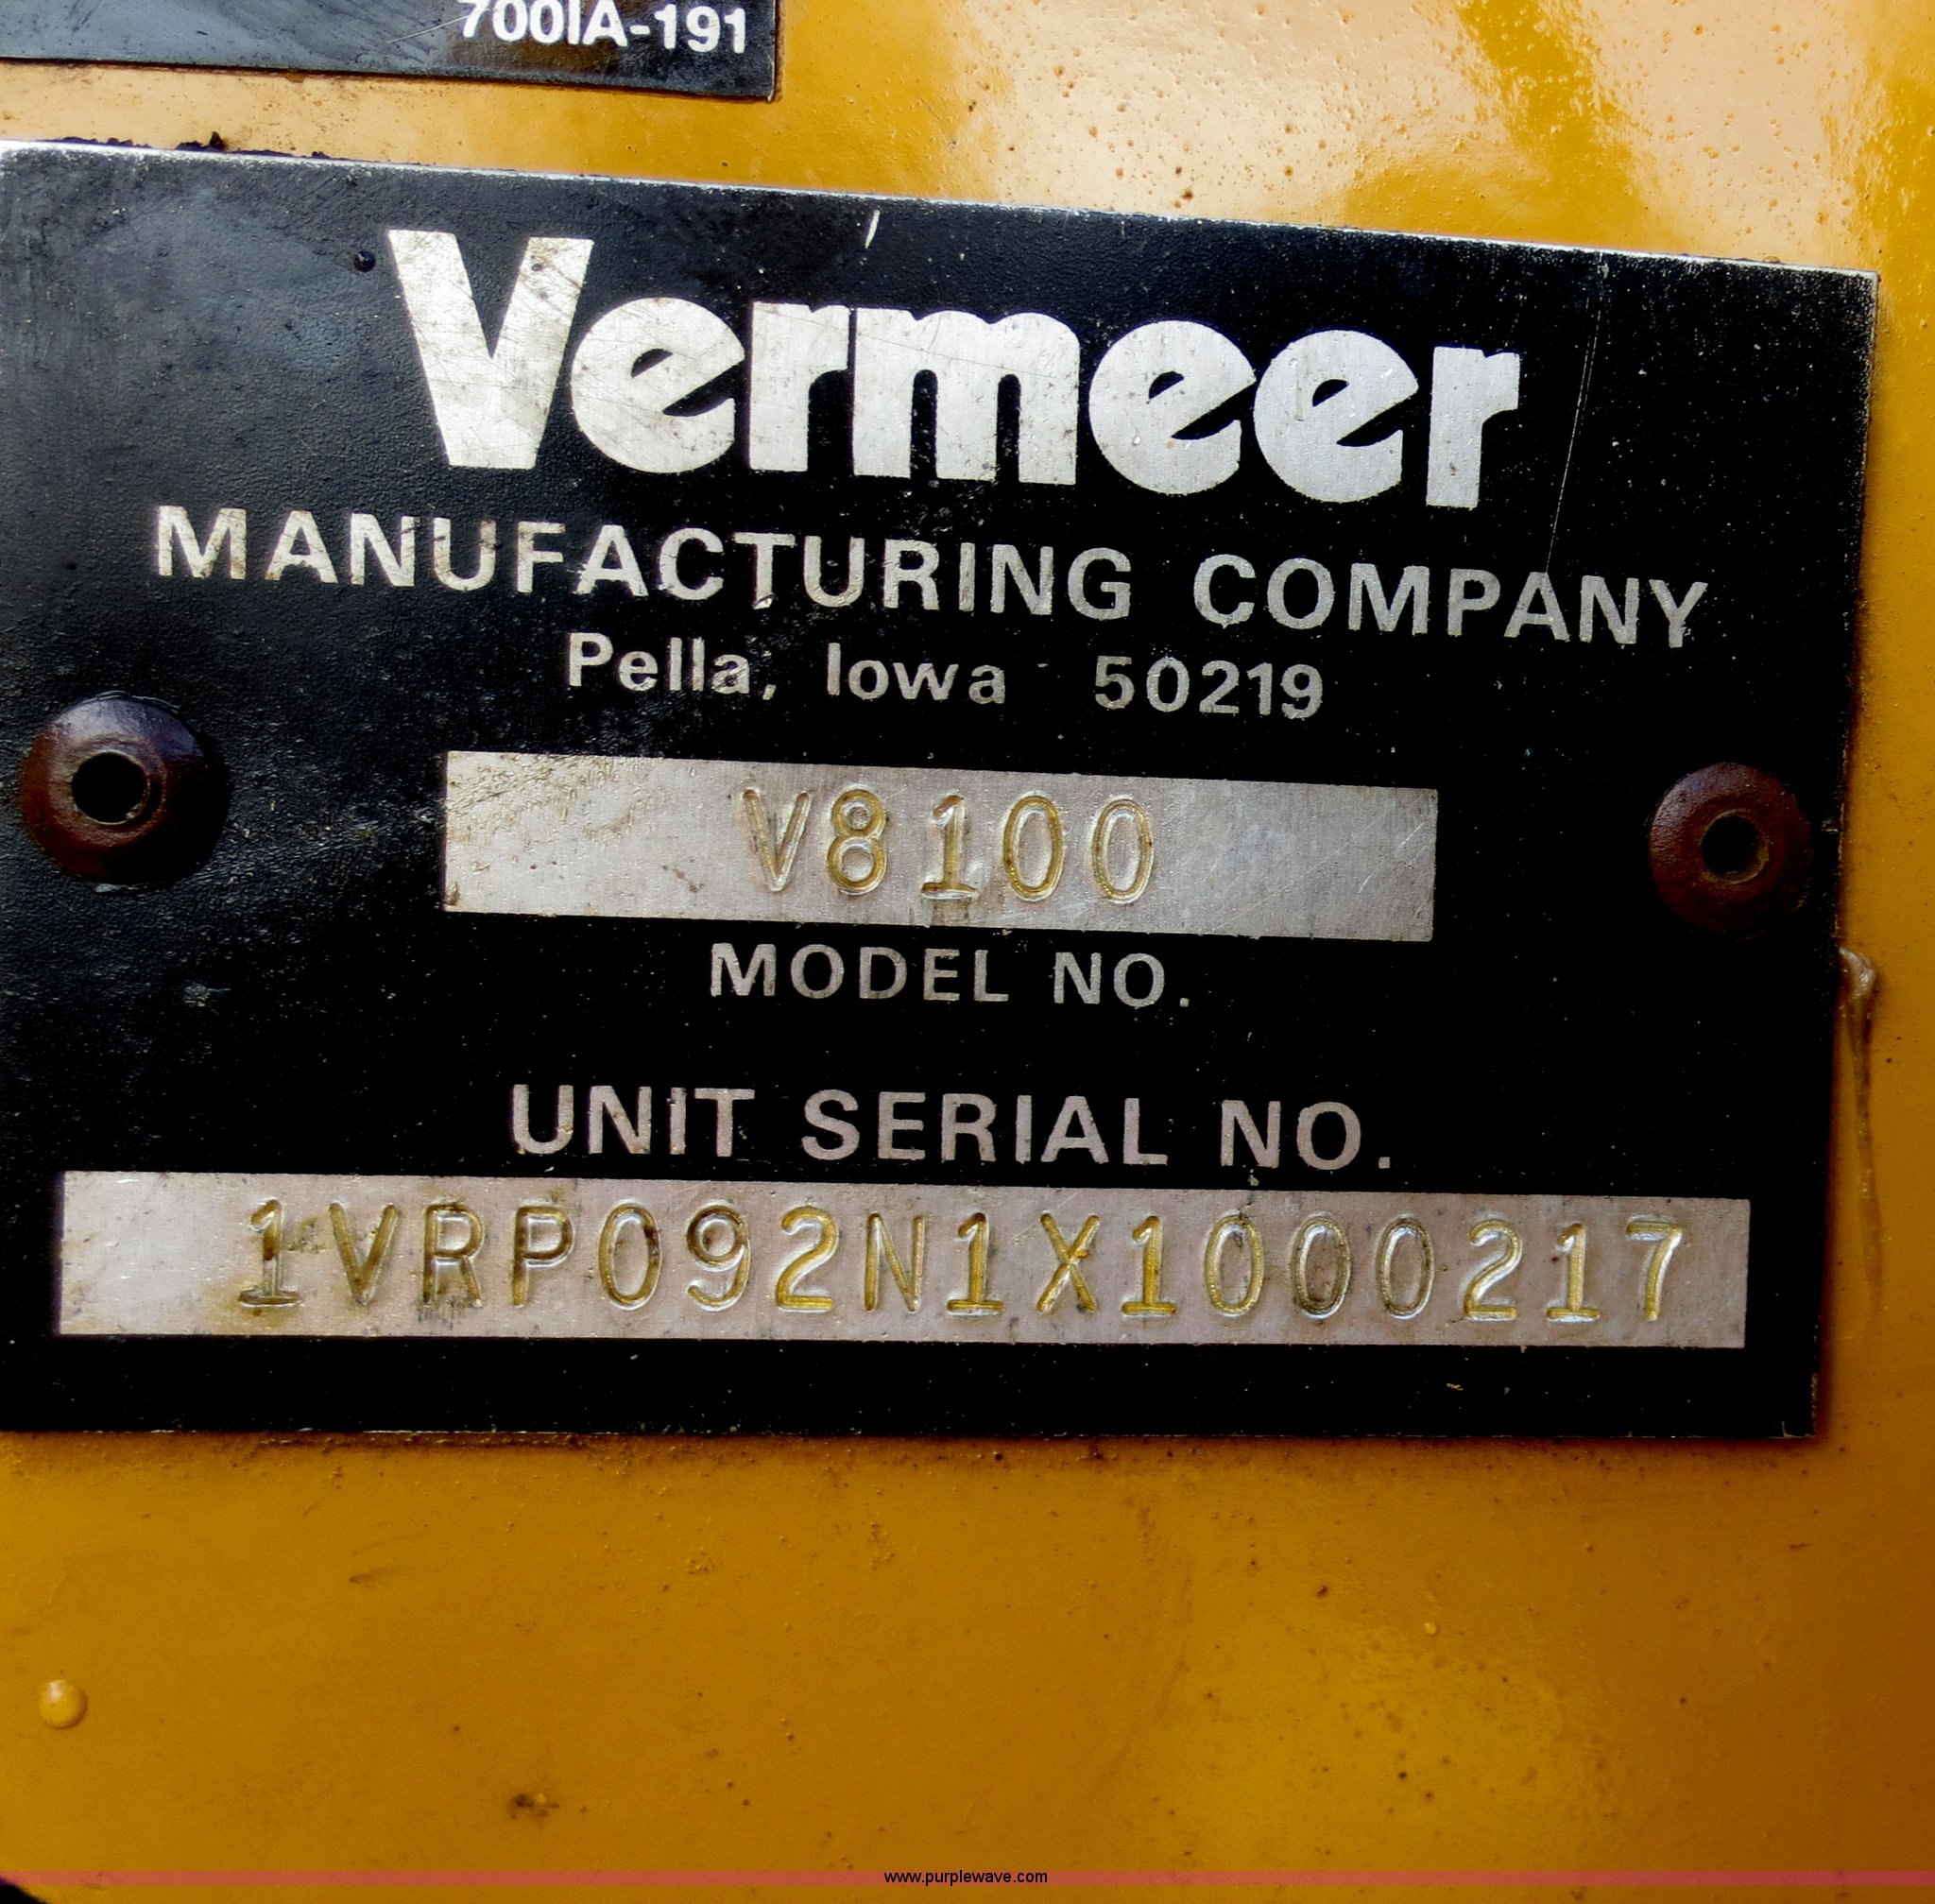 700IA-191
Vermeer
MANUFACTURING COMPANY
Pella, Iowa 50219
V8100
MODEL NO.
UNIT SERIAL NO.
1VRP092N1X1000217
www.purplewave.com